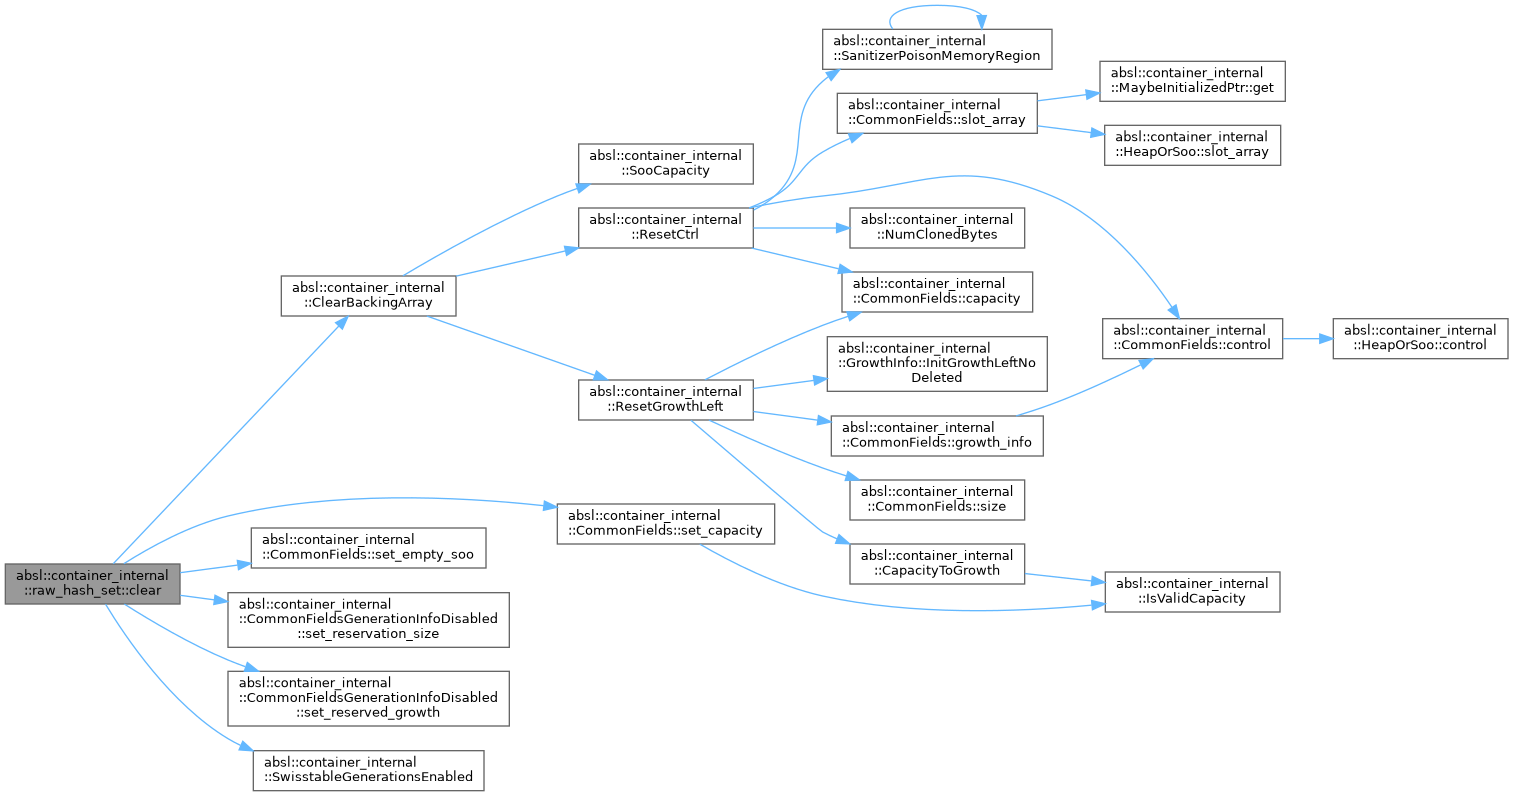 absl::container_internal
::SanitizerPoisonMemoryRegion
absl::container_internal
::MaybeInitializedPtr::get
absl::container_internal
::CommonFields::slot_array
absl::container_internal
::HeapOrSoo::slot_array
absl::container_internal
::SooCapacity
absl::container_internal
::ResetCtrl
absl::container_internal
::NumClonedBytes
absl::container_internal
::ClearBackingArray
absl::container_internal
::CommonFields::capacity
absl::container_internal
::CommonFields::control
absl::container_internal
::HeapOrSoo::control
absl::container_internal
::GrowthInfo::InitGrowthLeftNo
Deleted
absl::container_internal
::ResetGrowthLeft
absl::container_internal
::CommonFields::growth_info
absl::container_internal
::CommonFields::size
absl::container_internal
::CommonFields::set_capacity
absl::container_internal
::CommonFields::set_empty_soo
absl::container_internal
::CapacityToGrowth
absl::container_internal
::raw_hash_set::clear
absl::container_internal
::IsValidCapacity
absl::container_internal
::CommonFieldsGenerationInfoDisabled
::set_reservation_size
absl::container_internal
::CommonFieldsGenerationInfoDisabled
::set_reserved_growth
absl::container_internal
::SwisstableGenerationsEnabled